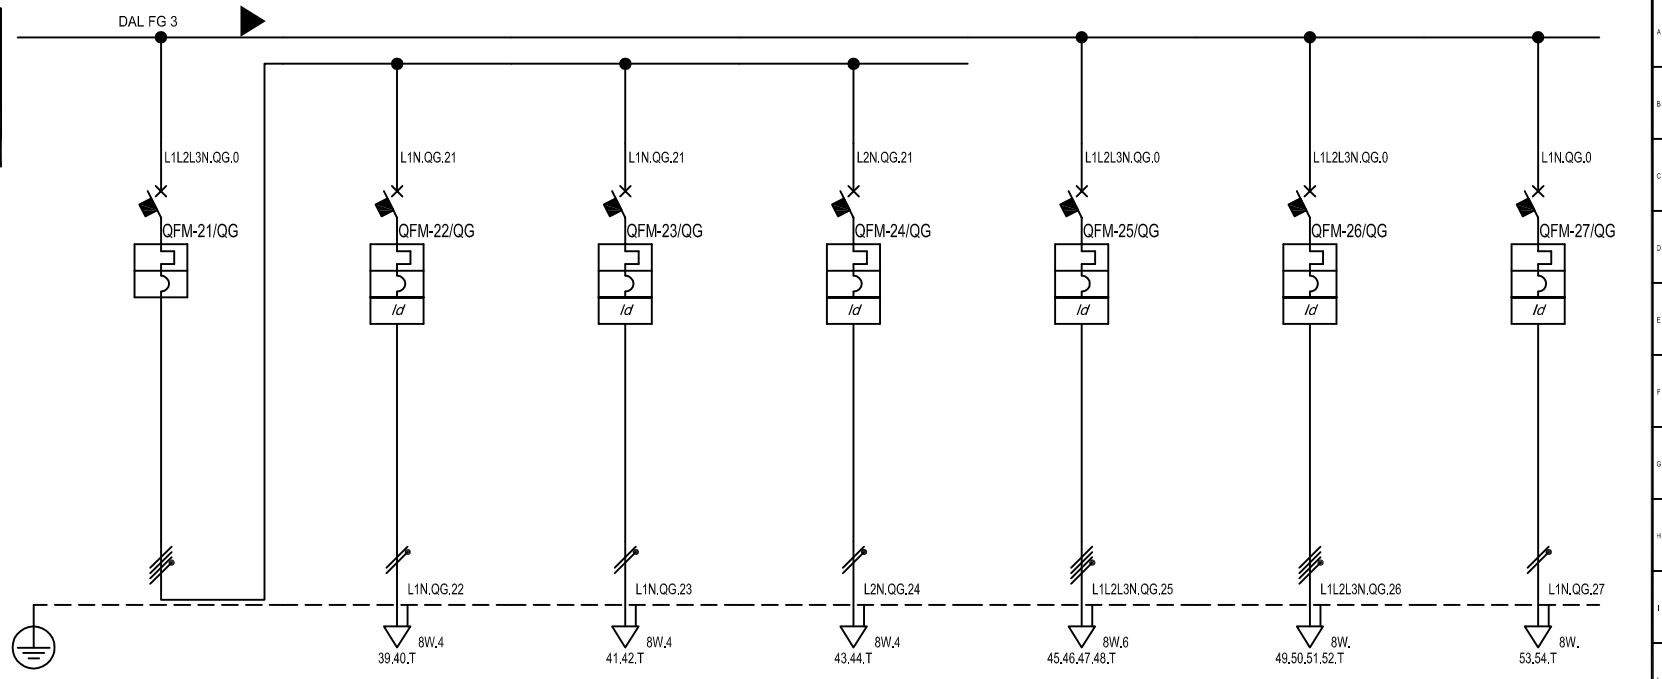 DAL FG 3
A
B
L1L2L3N.QG.0 L1N.QG.21 L1N.QG.21 L2N.QG.21 L1L2L3N.QG.0 L1L2L3N.QG.0 L1N.QG.0
C
QFM-21/QG QFM-22/QG QFM-23/QG QFM-24/QG QFM-25/QG QFM-26/QG QFM-27/QG
D
Id Id Id Id Id Id
E
F
G
H
L1N.QG.22 L1N.QG.23 L2N.QG.24 L1L2L3N.QG.25 L1L2L3N.QG.26 L1N.QG.27
I
8W.4 8W.4 8W.4 8W.6 8W. 8W.
39.40.T 41.42.T 43.44.T 45.46.47.48.T 49.50.51.52.T 53.54.T